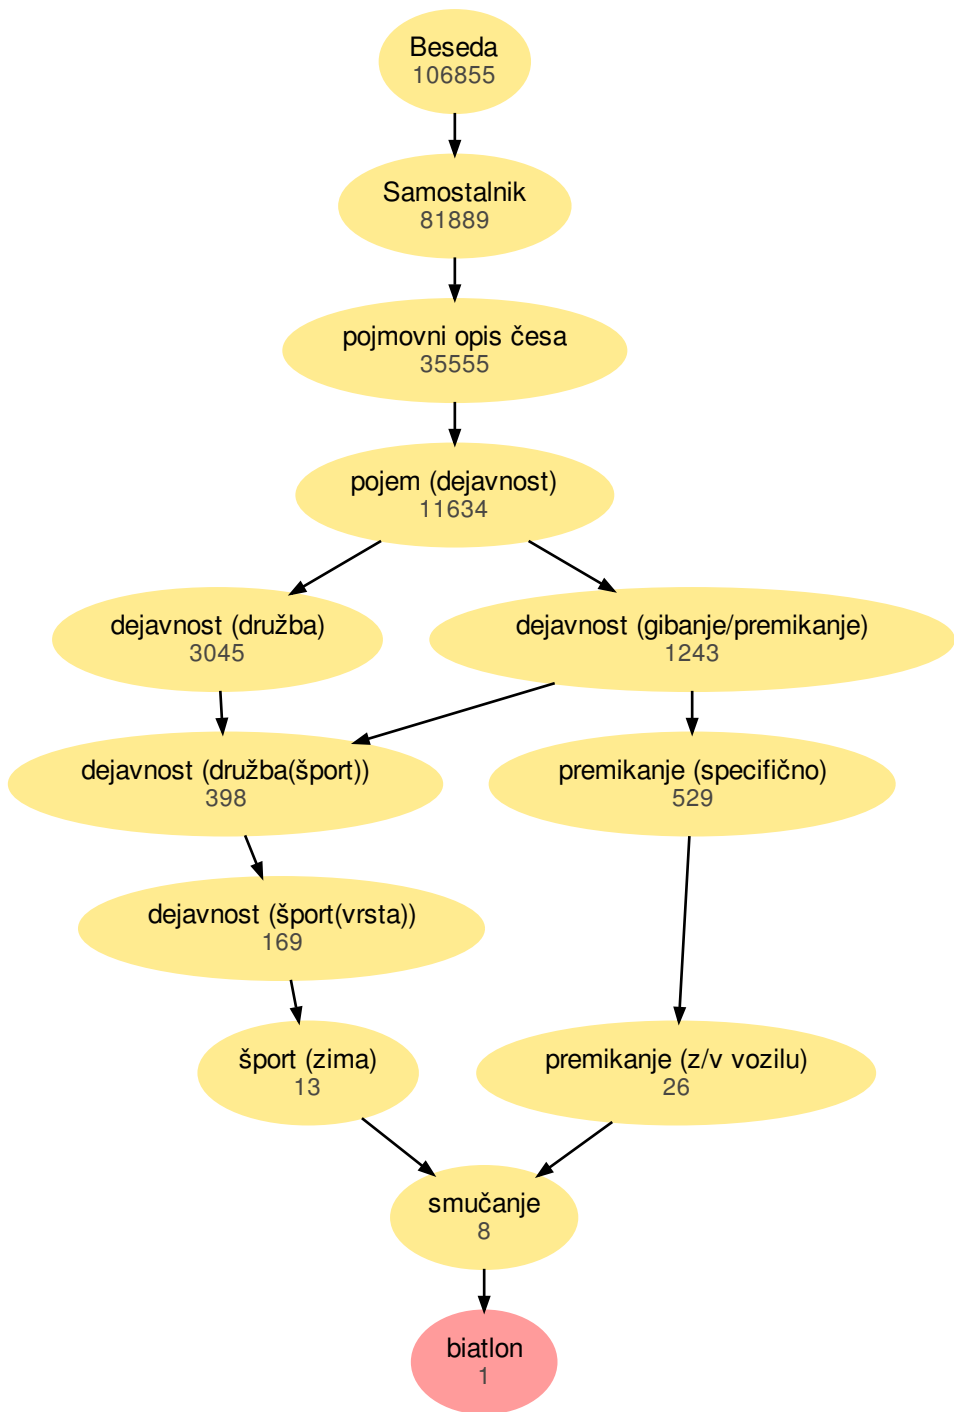 Beseda
106855
Samostalnik
81889
pojmovni opis česa
35555
pojem (dejavnost)
11634
dejavnost (družba)
3045
dejavnost (gibanje/premikanje)
1243
dejavnost (družba(šport))
398
premikanje (specifično)
529
dejavnost (šport(vrsta))
169
šport (zima)
13
premikanje (z/v vozilu)
26
smučanje
8
biatlon
1